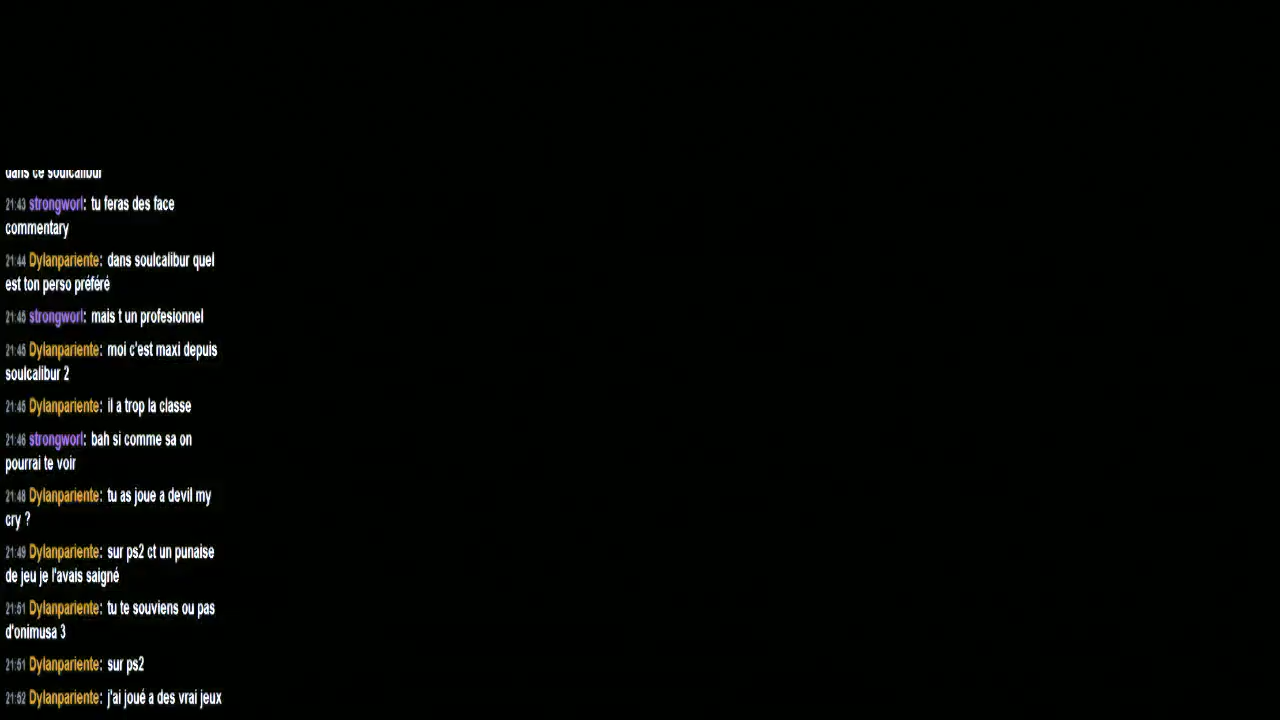 dans ce soulcalibur
21:43 strongworl: tu feras des face
commentary
21:44 Dylanpariente: dans soulcalibur quel
est ton perso préféré
21:45 strongworl: mais t un profesionnel
21:45 Dylanpariente: moi c'est maxi depuis
soulcalibur 2
21:45 Dylanpariente: il a trop la classe
21:46 strongworl: bah si comme sa on
pourrai te voir
21:48 Dylanpariente: tu as joue a devil my
cry ?
21:49 Dylanpariente: sur ps2 ct un punaise
de jeu je l'avais saigné
21:51 Dylanpariente: tu te souviens ou pas
d'onimusa 3
21:51 Dylanpariente: sur ps2
21:52 Dylanpariente: j'ai joué a des vrai jeux